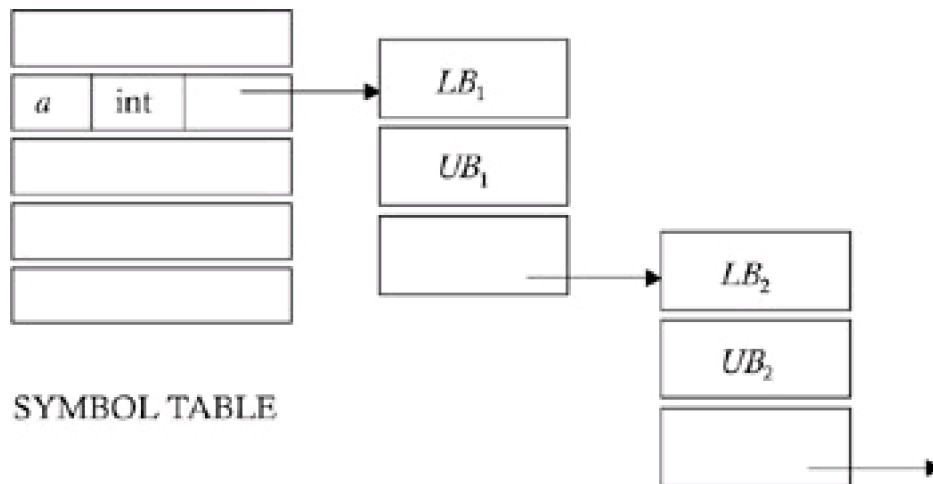 a int
LB₁
UB₁
LB₂
UB₂
SYMBOL TABLE